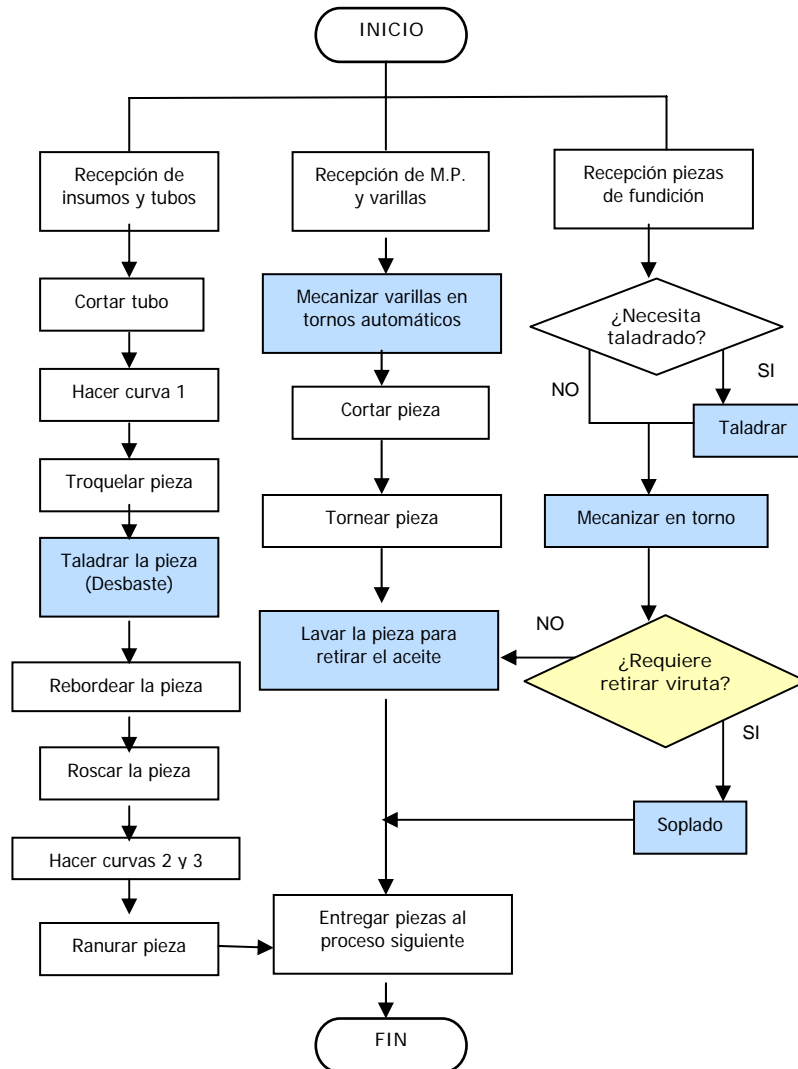 INICIO
Recepción de
insumos y tubos
Recepción de M.P.
y varillas
Recepción piezas
de fundición
Cortar tubo
Mecanizar varillas en
tornos automáticos
¿Necesita
taladrado?
NO
SI
Hacer curva 1
Cortar pieza
Taladrar
Troquelar pieza
Tornear pieza
Mecanizar en torno
Taladrar la pieza
(Desbaste)
Lavar la pieza para
retirar el aceite
NO
¿Requiere
retirar viruta?
SI
Rebordear la pieza
Roscar la pieza
Soplado
Hacer curvas 2 y 3
Ranurar pieza
Entregar piezas al
proceso siguiente
FIN